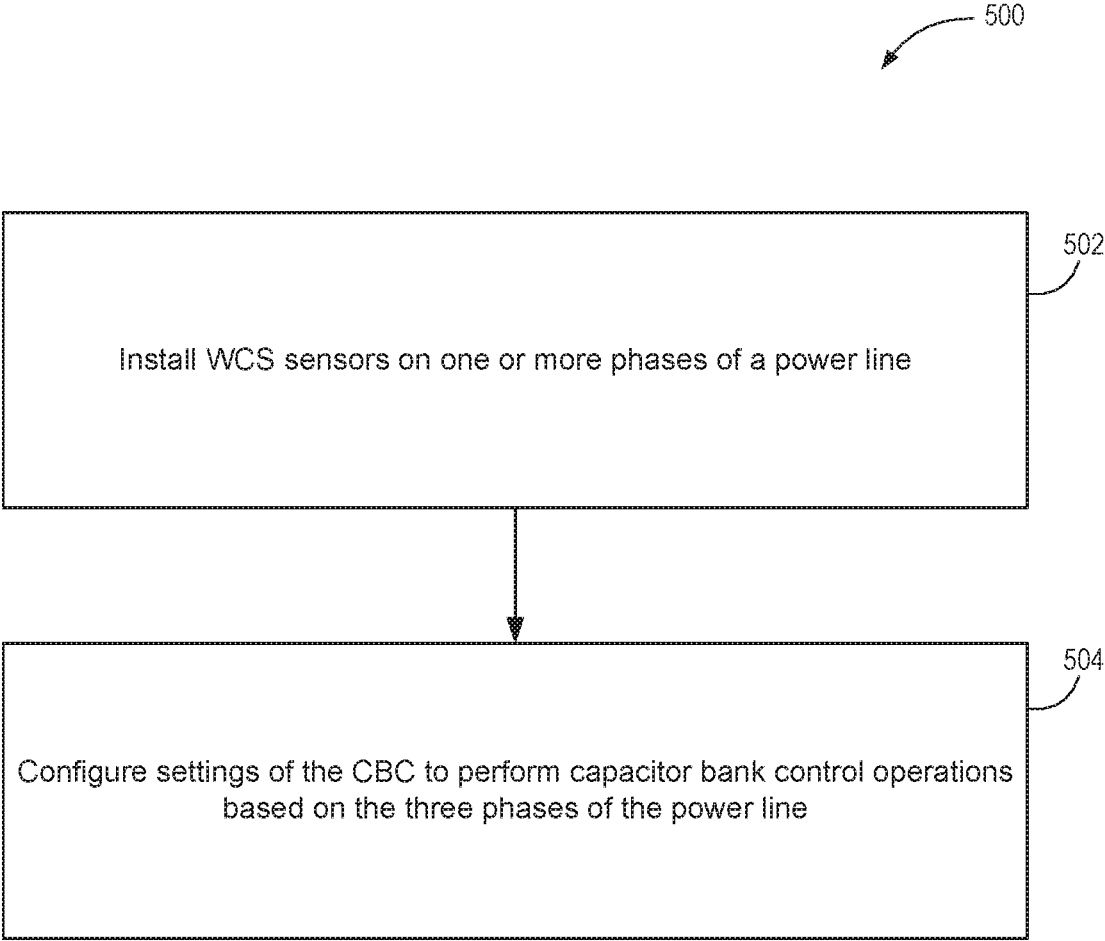 500
502
Install WCS sensors on one or more phases of a power line
504
Configure settings of the CBC to perform capacitor bank control operations
based on the three phases of the power line